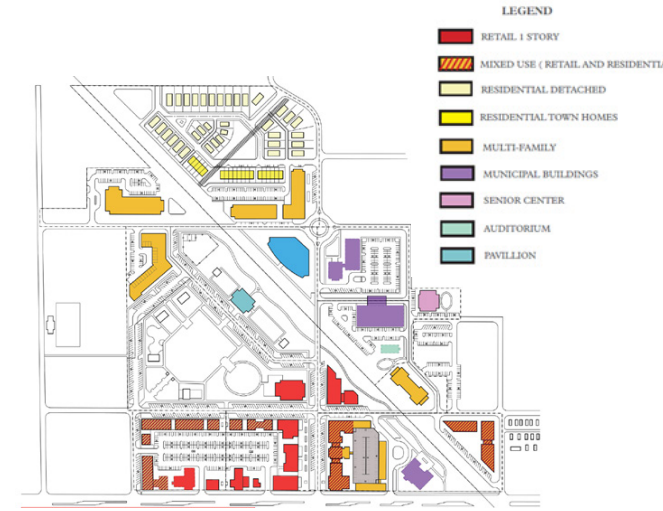 LEGEND
RETAIL 1 STORY
MIXED USE ( RETAIL AND RESIDENTIA
RESIDENTIAL DETACHED
RESIDENTIAL TOWN HOMES
MULTI-FAMILY
MUNICIPAL BUILDINGS
SENIOR CENTER
AUDITORIUM
PAVILLION